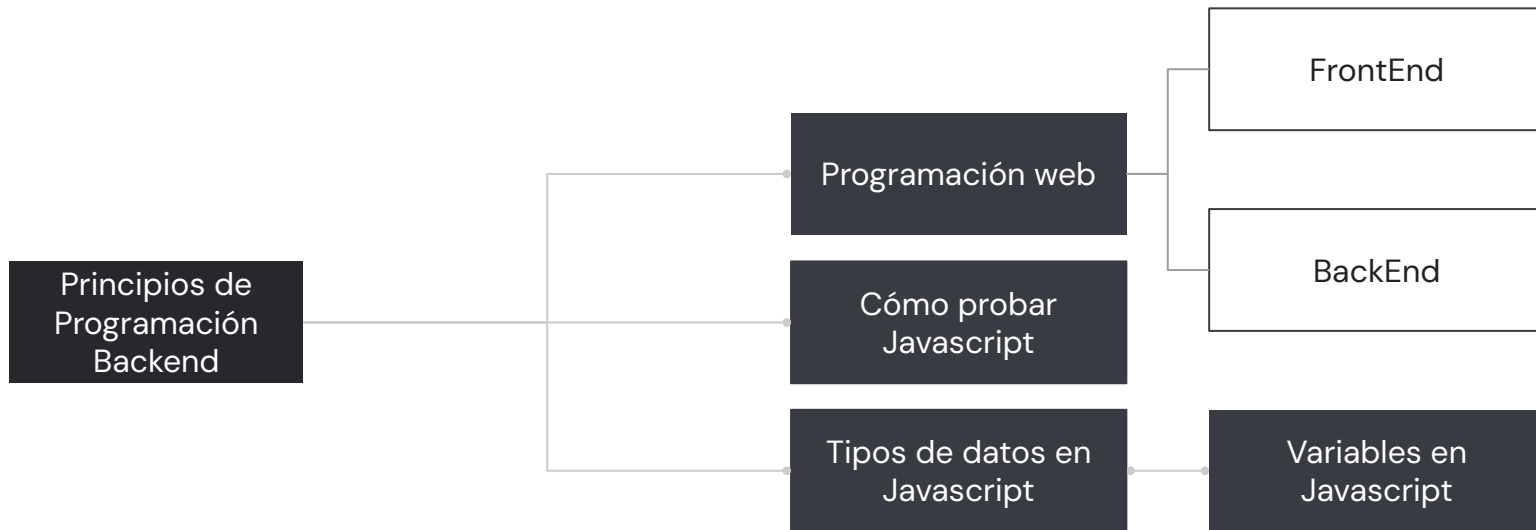 Principios de
Programación
Backend
Programación web
FrontEnd
BackEnd
Cómo probar
Javascript
Tipos de datos en
Javascript
Variables en
Javascript